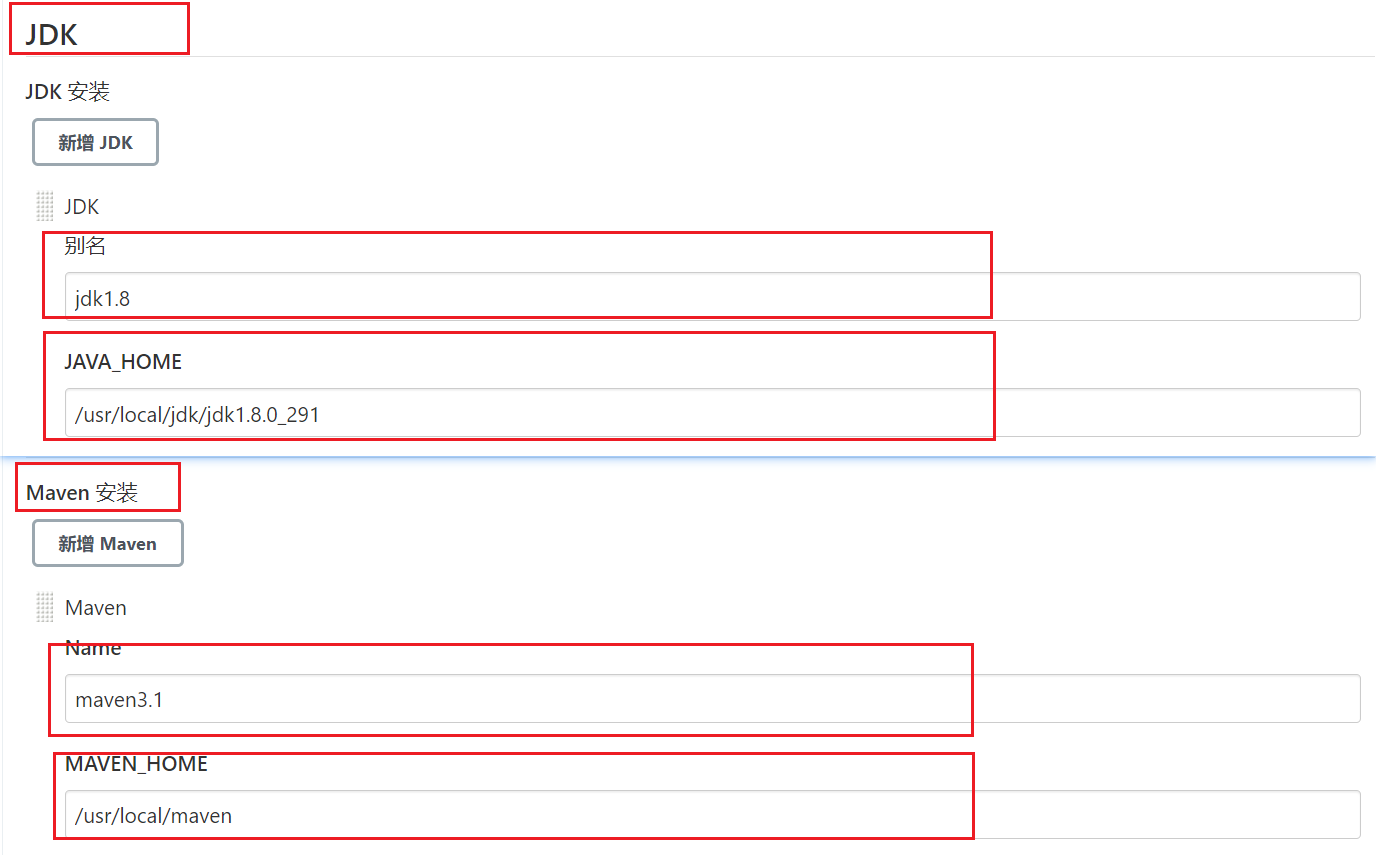 JDK
JDK 安装
新增 JDK
JDK
别名
jdk1.8
JAVA_HOME
/usr/local/jdk/jdk1.8.0_291
Maven 安装
新增 Maven
Maven
Name
maven3.1
MAVEN_HOME
/usr/local/maven